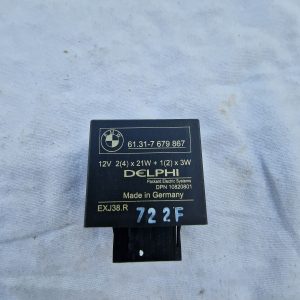 BMW
61.31-7 679 867
12V 2(4) x 21W + 1(2) x 3W
DELPHI
Packard Electric Systems
DPN 10820801
Made in Germany
EXJ38.R
722F